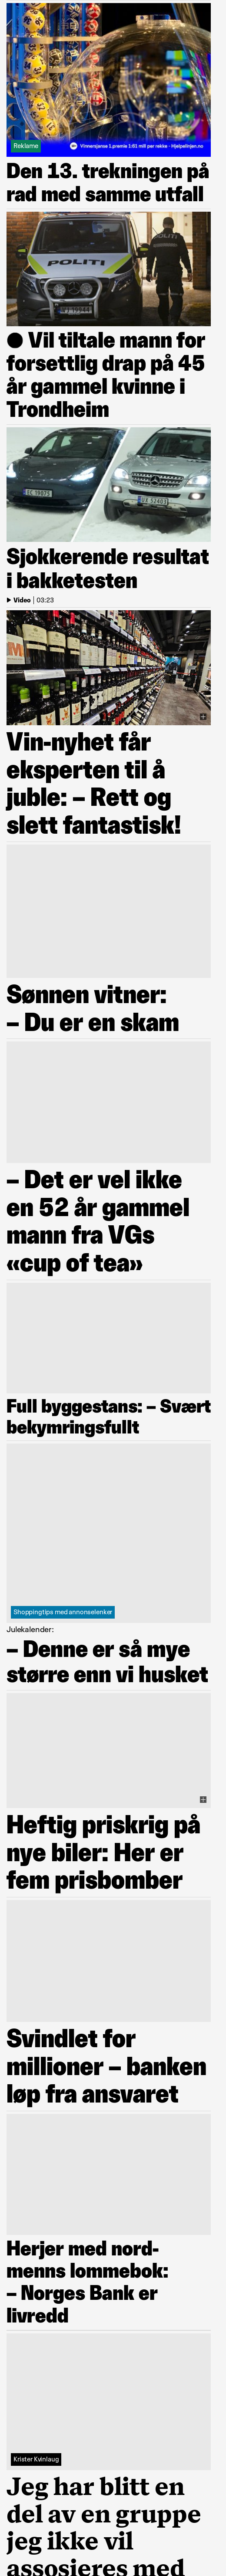 Reklame
Vinnersjanse 1.premie 1:61 mill per rekke - Hjelpelinjen.no
Den 13. trekningen på
rad med samme utfall
POLITI
POLITI
● Vil tiltale mann for
forsettlig drap på 45
år gammel kvinne i
Trondheim
Sjokkerende resultat
i bakketesten
Video | 03:23
Vin-nyhet får
eksperten til å
juble: – Rett og
slett fantastisk!
Sønnen vitner:
– Du er en skam
– Det er vel ikke
en 52 år gammel
mann fra VGs
«cup of tea»
Full byggestans: – Svært
bekymringsfullt
Shoppingtips med annonselenker
Julekalender:
– Denne er så mye
større enn vi husket
Heftig priskrig på
nye biler: Her er
fem prisbomber
Svindlet for
millioner – banken
løp fra ansvaret
Herjer med nord-
menns lommebok:
– Norges Bank er
livredd
Krister Kvinlaug
Jeg har blitt en
del av en gruppe
jeg ikke vil
assosieres med